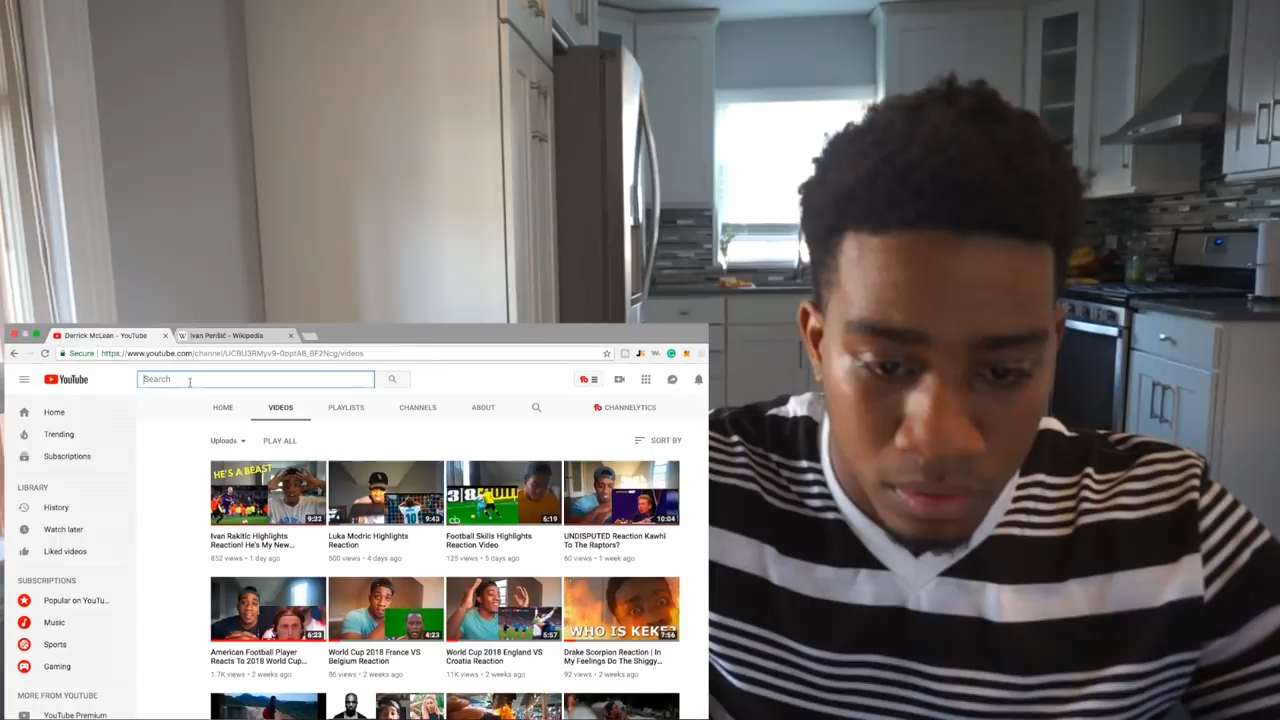 Derrick McLean - YouTube
Ivan Perišić - Wikipedia
Secure
https://www.youtube.com/channel/UCBU3RMyv9-0pptA8_BF2Ncg/videos
YouTube
Search
HOME
VIDEOS
PLAYLISTS
CHANNELS
ABOUT
CHANNELYTICS
Home
Trending
Subscriptions
LIBRARY
History
Watch later
Liked videos
SUBSCRIPTIONS
Popular on YouTu...
Music
Sports
Gaming
MORE FROM YOUTUBE
YouTube Premium
Uploads
PLAY ALL
SORT BY
HE'S A BEAST
9:32
Ivan Rakitic Highlights
Reaction! He's My New...
852 views • 1 day ago
10
9:43
Luka Modric Highlights
Reaction
500 views • 4 days ago
6:19
Football Skills Highlights
Reaction Video
125 views • 5 days ago
10:04
UNDISPUTED Reaction Kawhi
To The Raptors?
60 views • 1 week ago
6:23
American Football Player
Reacts To 2018 World Cup...
1.7K views • 2 weeks ago
4:23
World Cup 2018 France VS
Belgium Reaction
86 views • 2 weeks ago
5:57
World Cup 2018 England VS
Croatia Reaction
11K views • 2 weeks ago
WHO IS KEKE?
7:56
Drake Scorpion Reaction | In
My Feelings Do The Shiggy...
92 views • 2 weeks ago